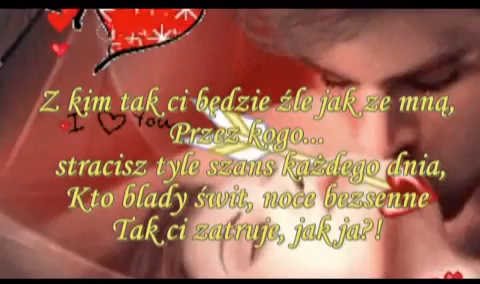 Z kim tak ci będzie źle jak ze mną,
I You
Przez kogo...
stracisz tyle szans każdego dnia,
Kto blady świt, noce bezsenne
Tak ci zatruje, jak ja?!